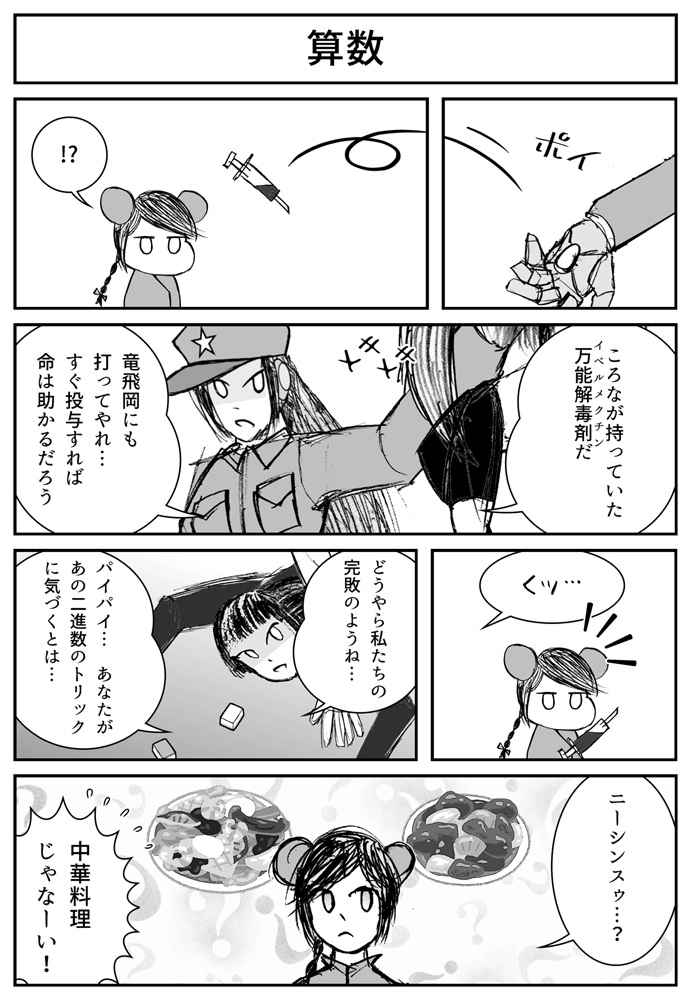 算数
ポイ
!?
ころなが持っていた
万能解毒剤だ
イベルメクチン
竜飛岡にも
打ってやれ…
すぐ投与すれば
命は助かるだろう
くッ…
どうやら私たちの
完敗のようね…
パイパイ… あなたが
あの二進数のトリック
に気づくとは…
ニーシンスゥ…?
中華料理
じゃなーい!